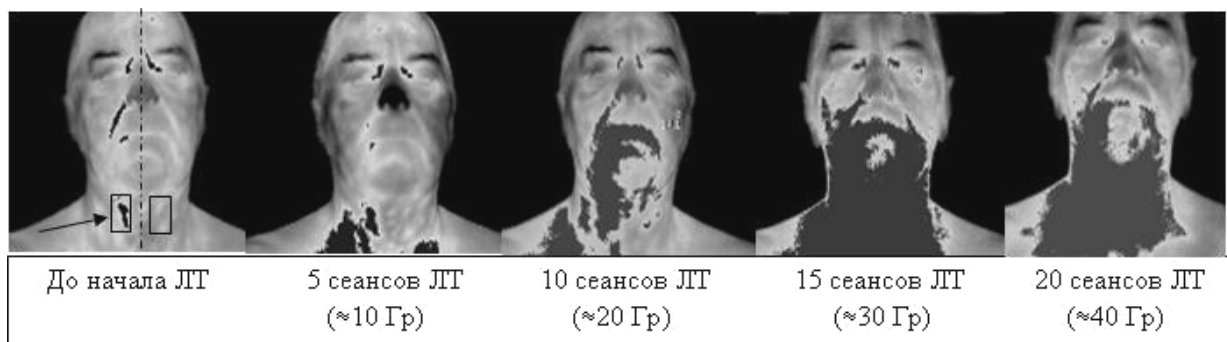 До начала ЛТ
5 сеансов ЛТ
(≈10 Гр)
10 сеансов ЛТ
(≈20 Гр)
15 сеансов ЛТ
(≈30 Гр)
20 сеансов ЛТ
(≈40 Гр)